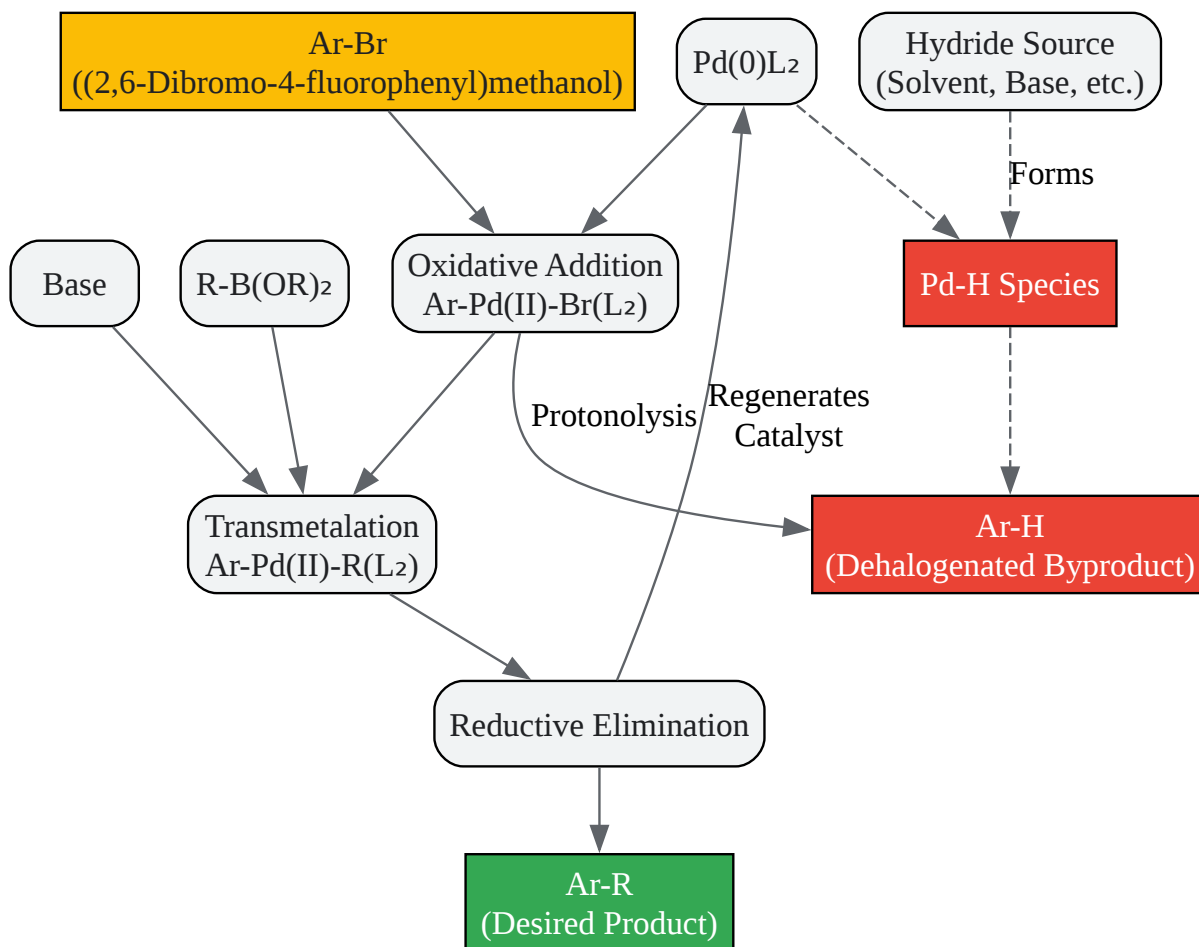 Ar-Br
((2,6-Dibromo-4-fluorophenyl)methanol)
Pd(0)L₂
Hydride Source
(Solvent, Base, etc.)
Forms
Base
R-B(OR)₂
Oxidative Addition
Ar-Pd(II)-Br(L₂)
Pd-H Species
Protonolysis
Regenerates
Catalyst
Transmetalation
Ar-Pd(II)-R(L₂)
Ar-H
(Dehalogenated Byproduct)
Reductive Elimination
Ar-R
(Desired Product)